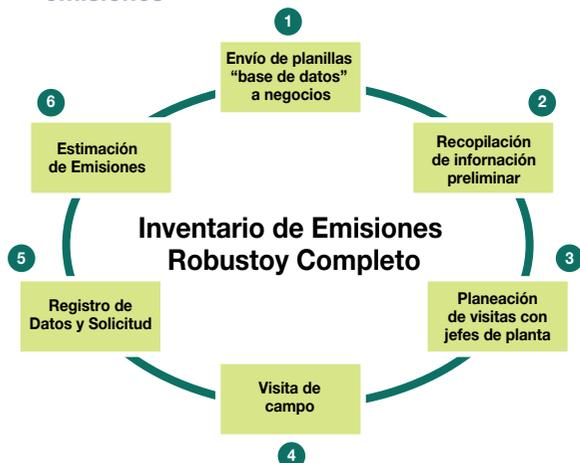 emisiones
1
Envío de planillas
“base de datos”
a negocios
2
Recopilación
de infornación
preliminar
3
Planeación
de visitas con
jefes de planta
4
Visita de
campo
5
Registro de
Datos y Solicitud
6
Estimación
de Emisiones
Inventario de Emisiones
Robustoy Completo